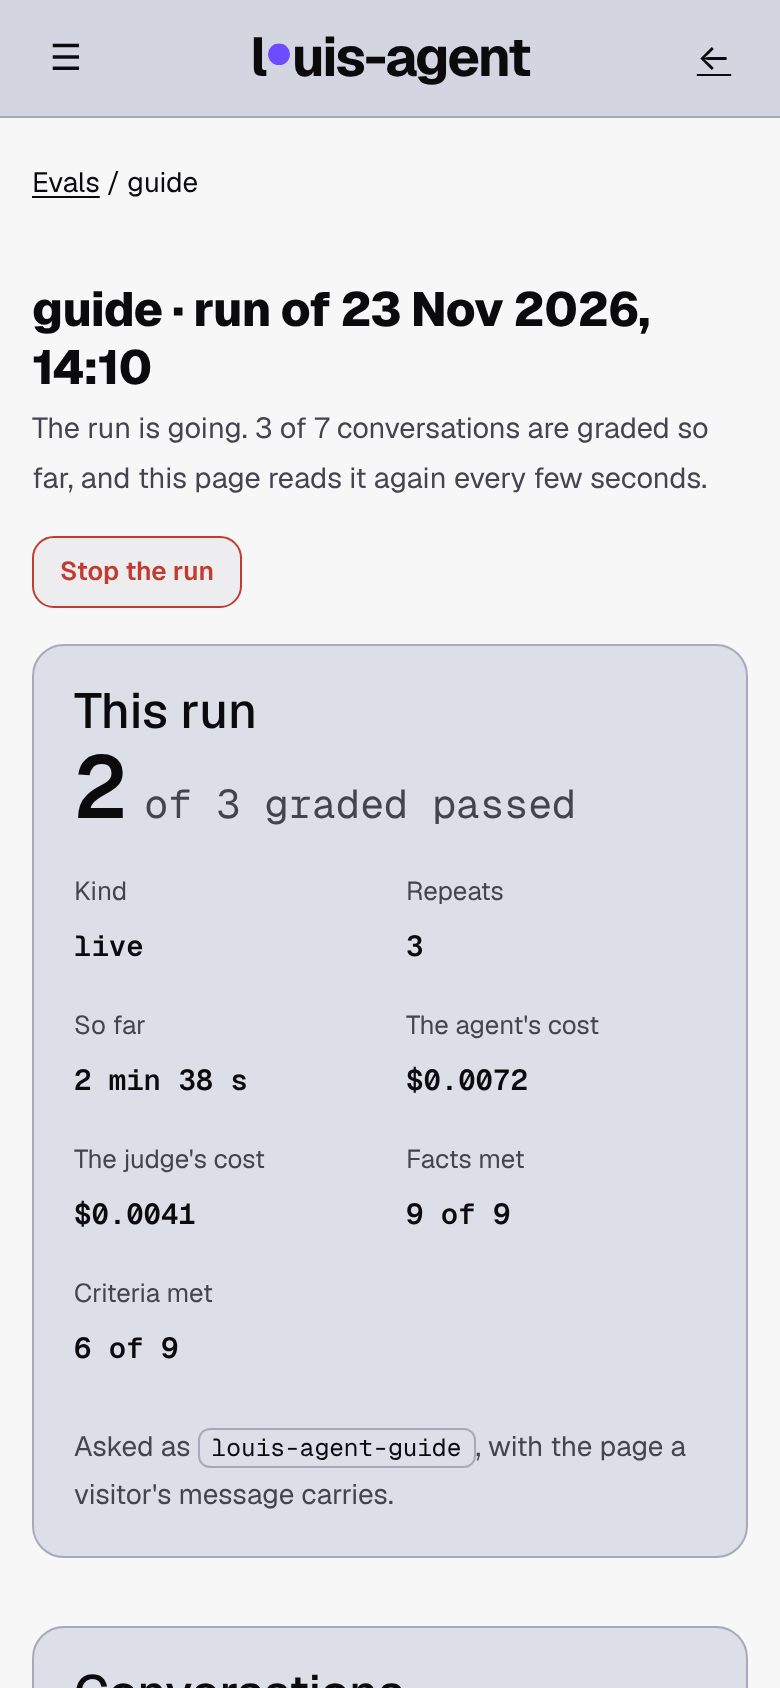 louis-agent
Evals / guide
guide · run of 23 Nov 2026,
14:10
The run is going. 3 of 7 conversations are graded so
far, and this page reads it again every few seconds.
Stop the run
This run
2 of 3 graded passed
Kind
live
Repeats
3
So far
2 min 38 s
The agent's cost
$0.0072
The judge's cost
$0.0041
Facts met
9 of 9
Criteria met
6 of 9
Asked as louis-agent-guide, with the page a
visitor's message carries.
Conversations